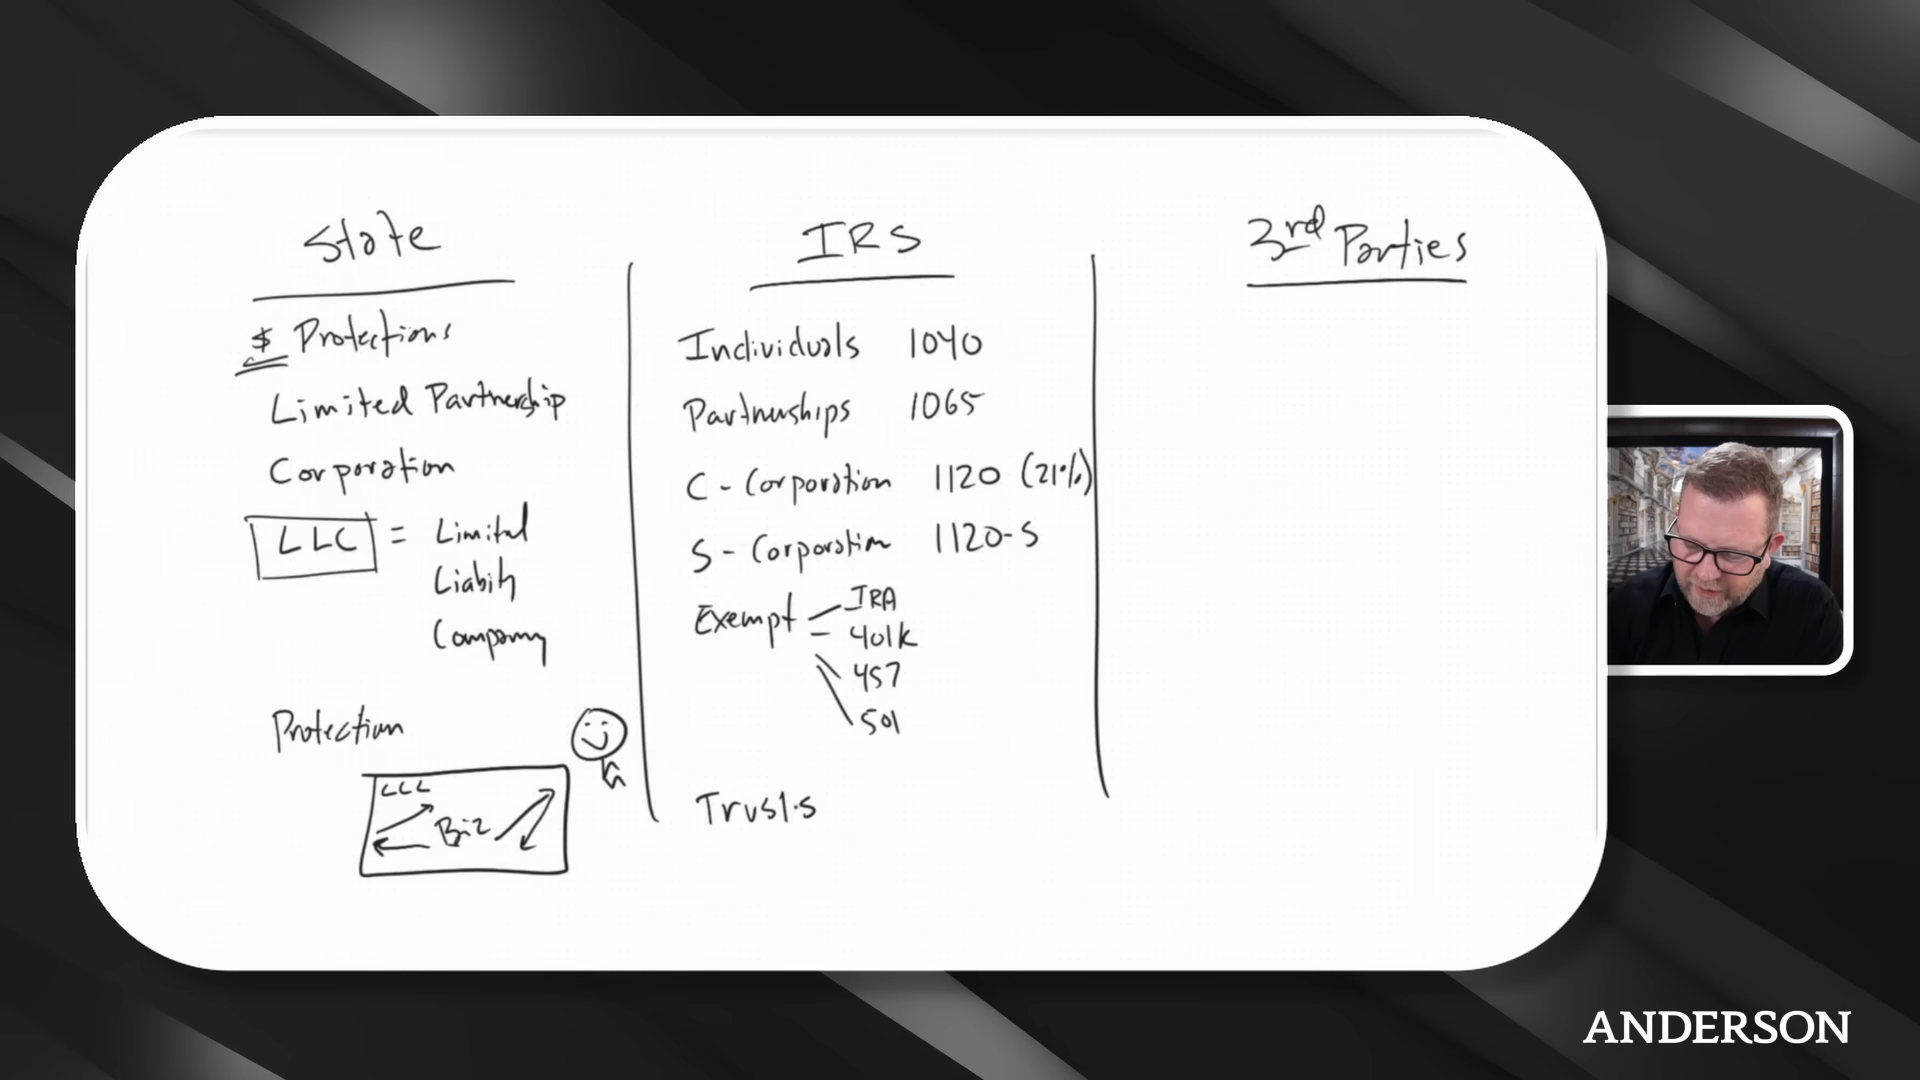 State
$ Protections
Limited Partnership
Corporation
LLC = Limited
Liability
Company
Protection
LLC
Biz
IRS
Individuals 1040
Partnerships 1065
C - Corporation 1120 (21%)
S - Corporation 1120-S
Exempt IRA
401k
457
501
Trusts
3rd Parties
ANDERSON